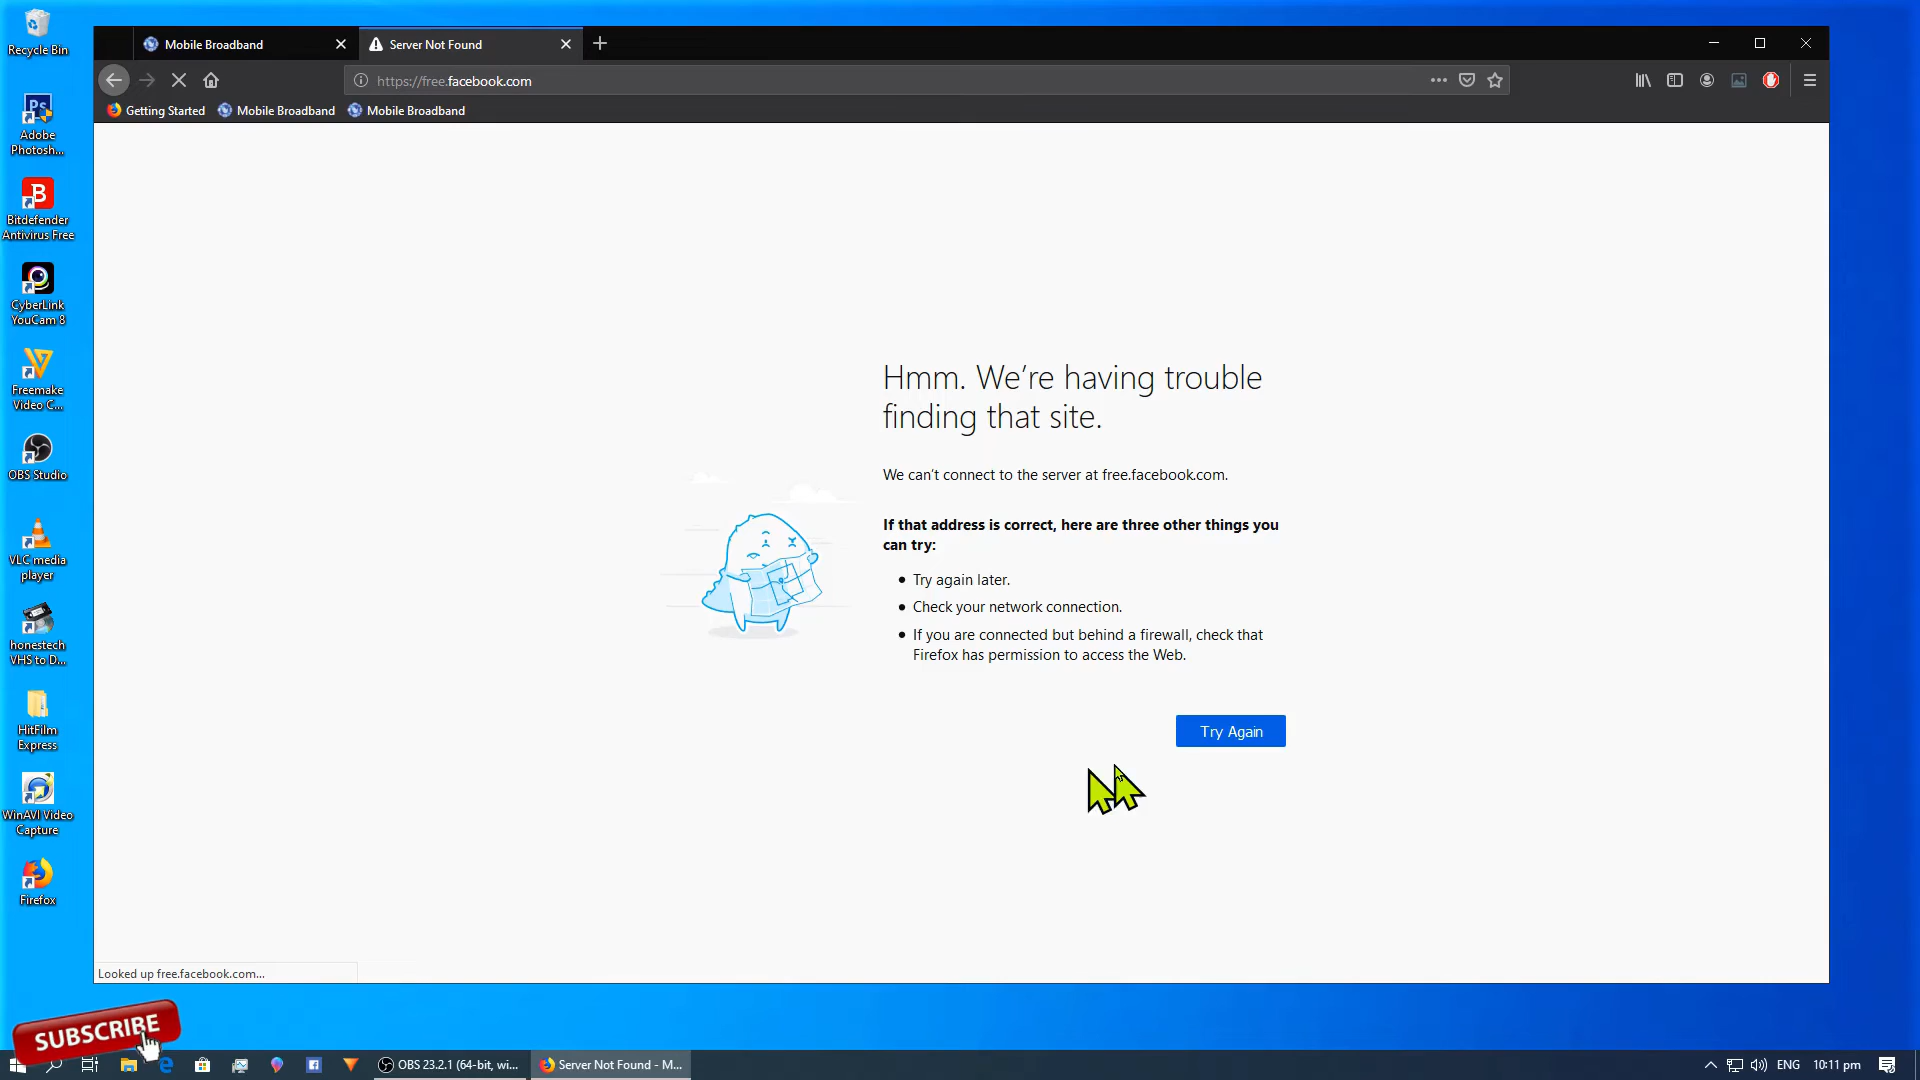 Recycle Bin
Adobe
Photosh...
Bitdefender
Antivirus Free
CyberLink
YouCam 8
Freemake
Video C...
OBS Studio
VLC media
player
honestech
VHS to D...
HitFilm
Express
WinAVI Video
Capture
Firefox
Mobile Broadband
Server Not Found
https://free.facebook.com
Getting Started
Mobile Broadband
Mobile Broadband
Hmm. We’re having trouble
finding that site.
We can’t connect to the server at free.facebook.com.
If that address is correct, here are three other things you
can try:
Try again later.
Check your network connection.
If you are connected but behind a firewall, check that
Firefox has permission to access the Web.
Try Again
Looked up free.facebook.com...
SUBSCRIBE
OBS 23.2.1 (64-bit, wi...
Server Not Found - M...
ENG
10:11 pm